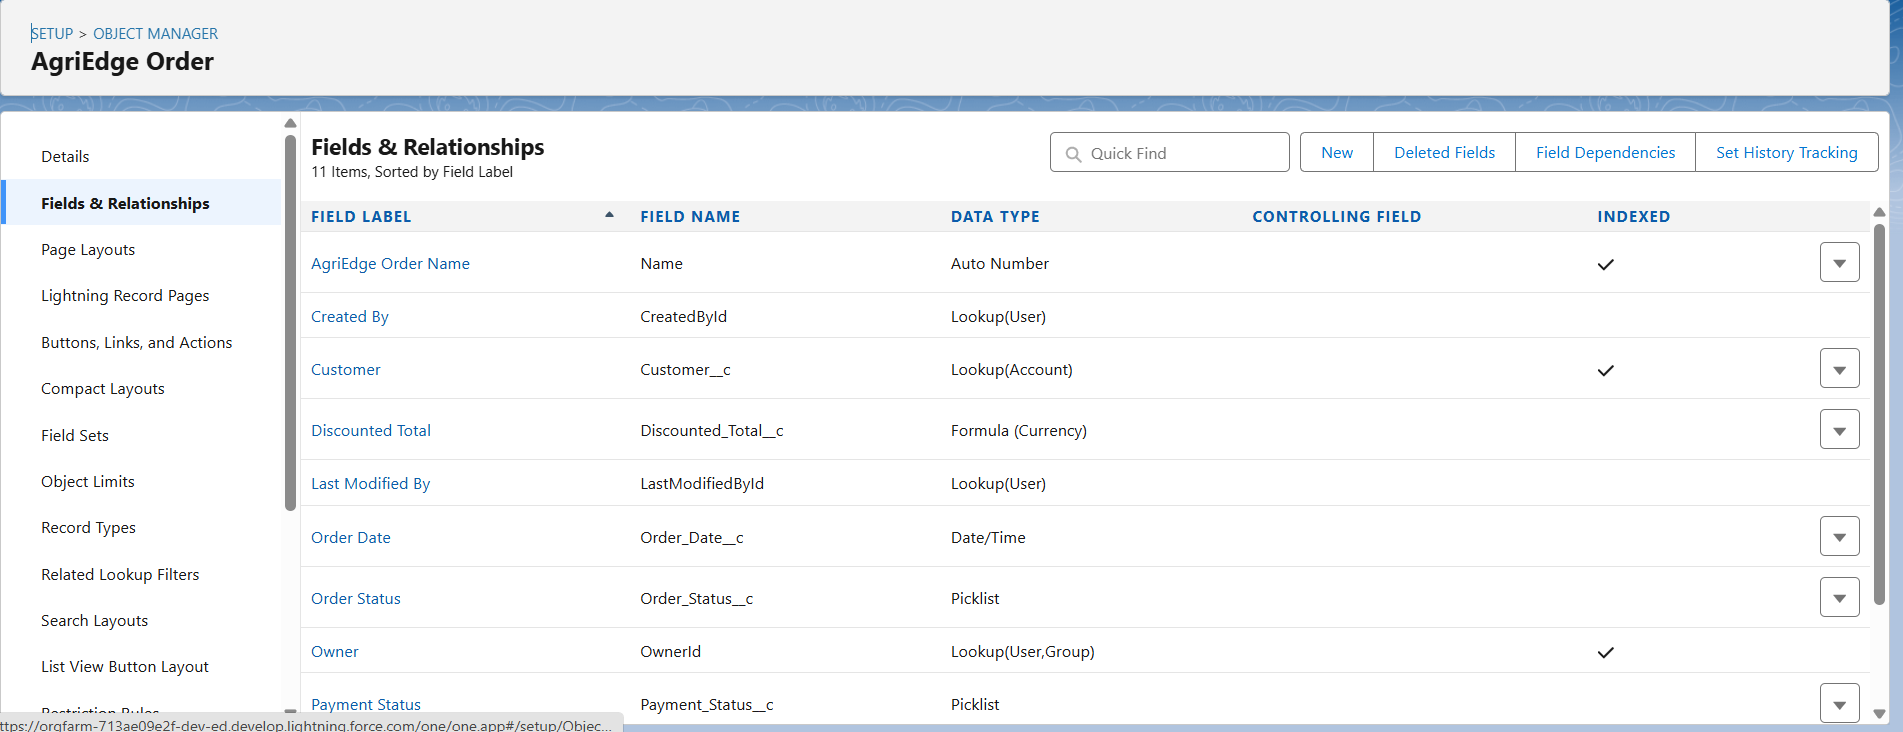 SETUP > OBJECT MANAGER
AgriEdge Order
Details
Fields & Relationships
Page Layouts
Lightning Record Pages
Buttons, Links, and Actions
Compact Layouts
Field Sets
Object Limits
Record Types
Related Lookup Filters
Search Layouts
List View Button Layout
Restriction Rules
Fields & Relationships
11 Items, Sorted by Field Label
Quick Find
New
Deleted Fields
Field Dependencies
Set History Tracking
FIELD LABEL FIELD NAME DATA TYPE CONTROLLING FIELD INDEXED
AgriEdge Order Name Name Auto Number
Created By CreatedById Lookup(User)
Customer Customer__c Lookup(Account)
Discounted Total Discounted_Total__c Formula (Currency)
Last Modified By LastModifiedById Lookup(User)
Order Date Order_Date__c Date/Time
Order Status Order_Status__c Picklist
Owner OwnerId Lookup(User,Group)
Payment Status Payment_Status__c Picklist
ttps://orgfarm-713ae09e2f-dev-ed.develop.lightning.force.com/one/one.app#/setup/Objec...